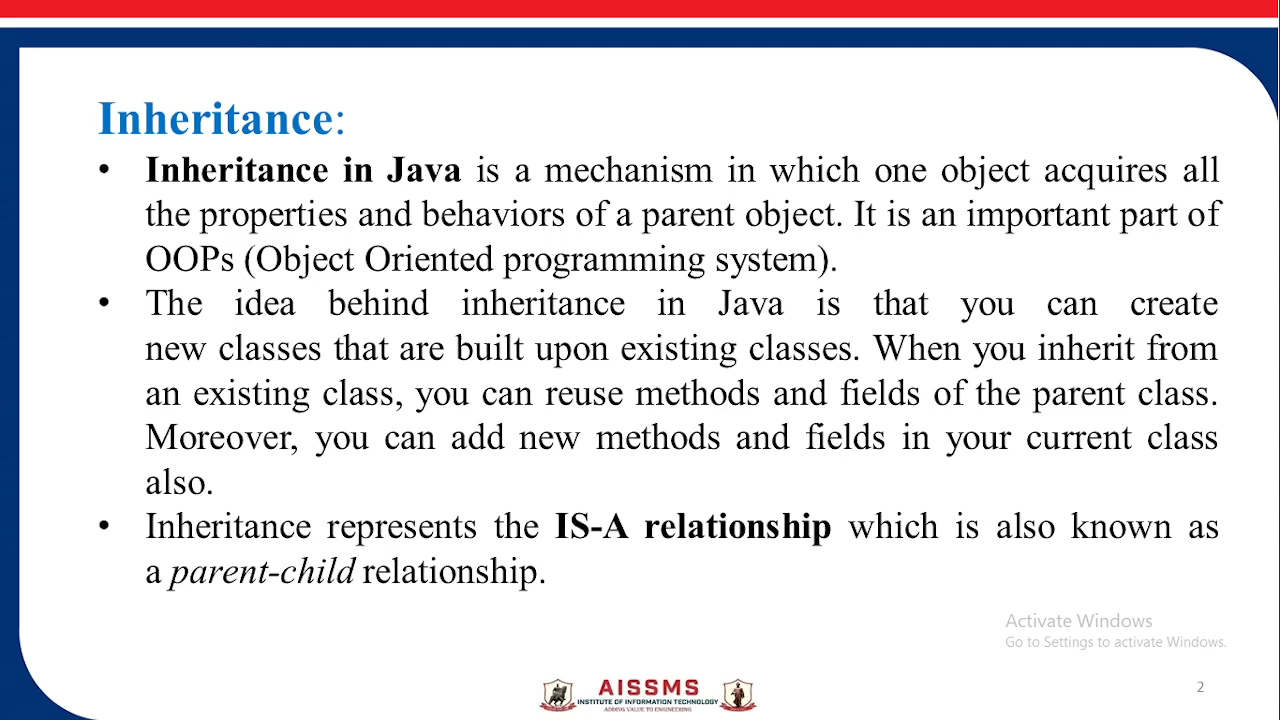 Inheritance:
• Inheritance in Java is a mechanism in which one object acquires all
the properties and behaviors of a parent object. It is an important part of
OOPs (Object Oriented programming system).
• The idea behind inheritance in Java is that you can create
new classes that are built upon existing classes. When you inherit from
an existing class, you can reuse methods and fields of the parent class.
Moreover, you can add new methods and fields in your current class
also.
• Inheritance represents the IS-A relationship which is also known as
a parent-child relationship.
Activate Windows
Go to Settings to activate Windows.
AISSMS
INSTITUTE OF INFORMATION TECHNOLOGY
ADDING VALUE TO ENGINEERING
2